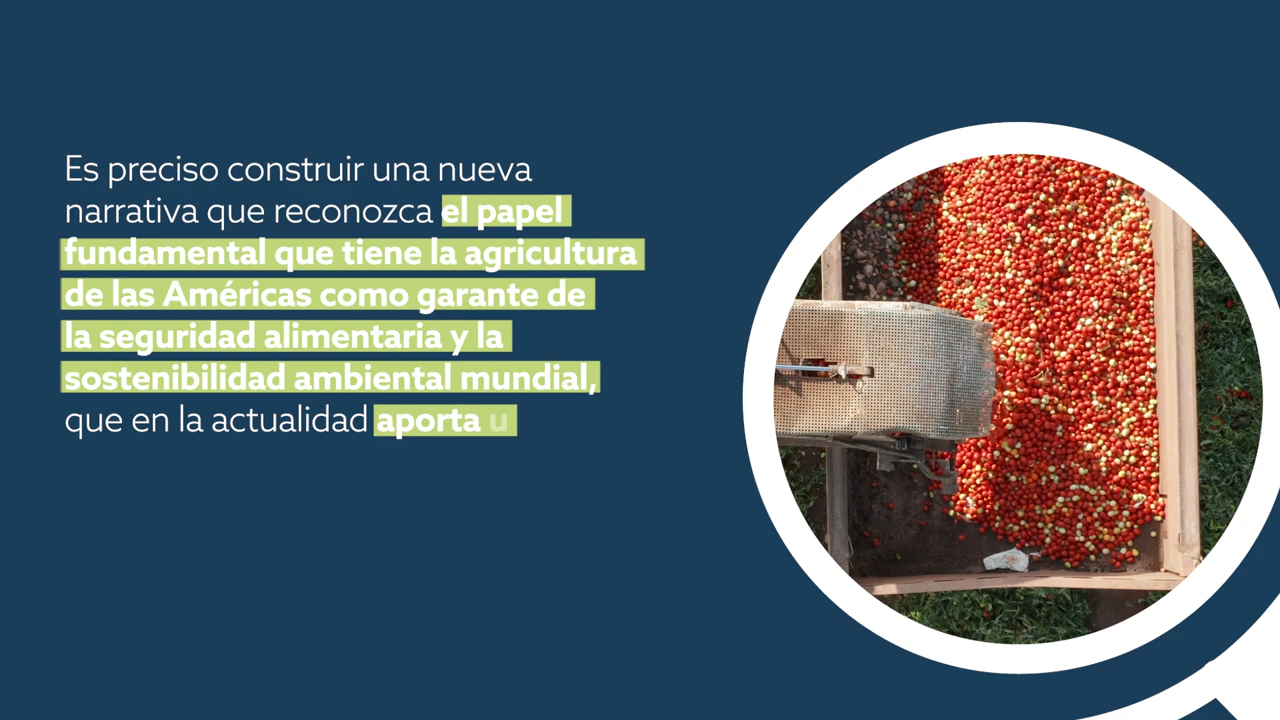 Es preciso construir una nueva
narrativa que reconozca el papel
fundamental que tiene la agricultura
de las Américas como garante de
la seguridad alimentaria y la
sostenibilidad ambiental mundial,
que en la actualidad aporta u